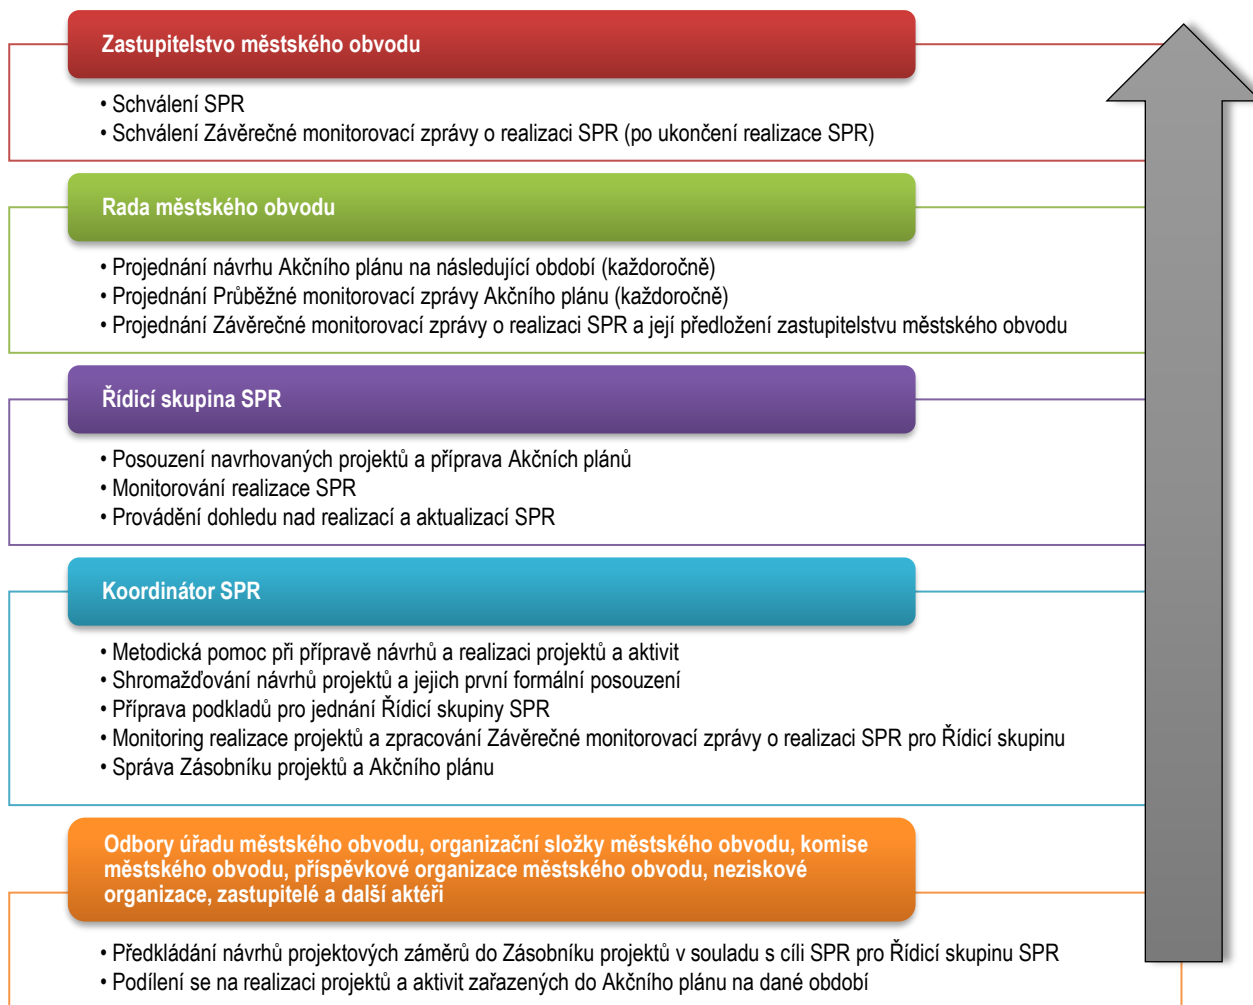 Zastupitelstvo městského obvodu
• Schválení SPR
• Schválení Závěrečné monitorovací zprávy o realizaci SPR (po ukončení realizace SPR)
Rada městského obvodu
• Projednání návrhu Akčního plánu na následující období (každoročně)
• Projednání Průběžné monitorovací zprávy Akčního plánu (každoročně)
• Projednání Závěrečné monitorovací zprávy o realizaci SPR a její předložení zastupitelstvu městského obvodu
Řídicí skupina SPR
• Posouzení navrhovaných projektů a příprava Akčních plánů
• Monitorování realizace SPR
• Provádění dohledu nad realizací a aktualizací SPR
Koordinátor SPR
• Metodická pomoc při přípravě návrhů a realizaci projektů a aktivit
• Shromažďování návrhů projektů a jejich první formální posouzení
• Příprava podkladů pro jednání Řídicí skupiny SPR
• Monitoring realizace projektů a zpracování Závěrečné monitorovací zprávy o realizaci SPR pro Řídicí skupinu
• Správa Zásobníku projektů a Akčního plánu
Odbory úřadu městského obvodu, organizační složky městského obvodu, komise
městského obvodu, příspěvkové organizace městského obvodu, neziskové
organizace, zastupitelé a další aktéři
• Předkládání návrhů projektových záměrů do Zásobníku projektů v souladu s cíli SPR pro Řídicí skupinu SPR
• Podílení se na realizaci projektů a aktivit zařazených do Akčního plánu na dané období